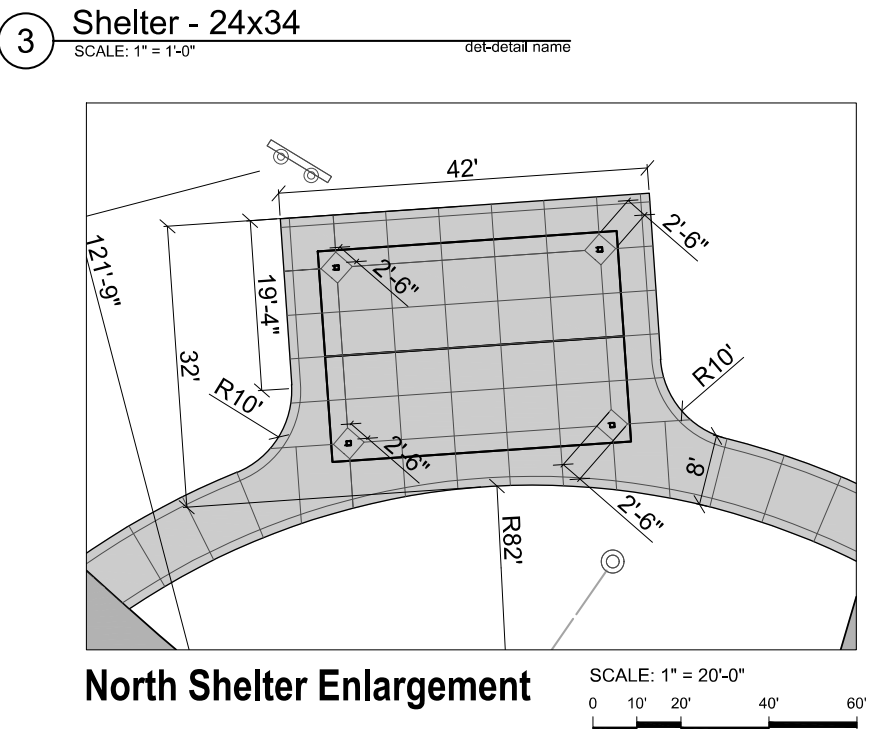 3
Shelter - 24x34
SCALE: 1" = 1'-0"
det-detail name
42'
2'-6"
121'-9"
19'-4"
2'-6"
32'
R10'
R10'
2'-6"
8'
2'-6"
R82'
North Shelter Enlargement
SCALE: 1" = 20'-0"
0 10' 20' 40' 60'